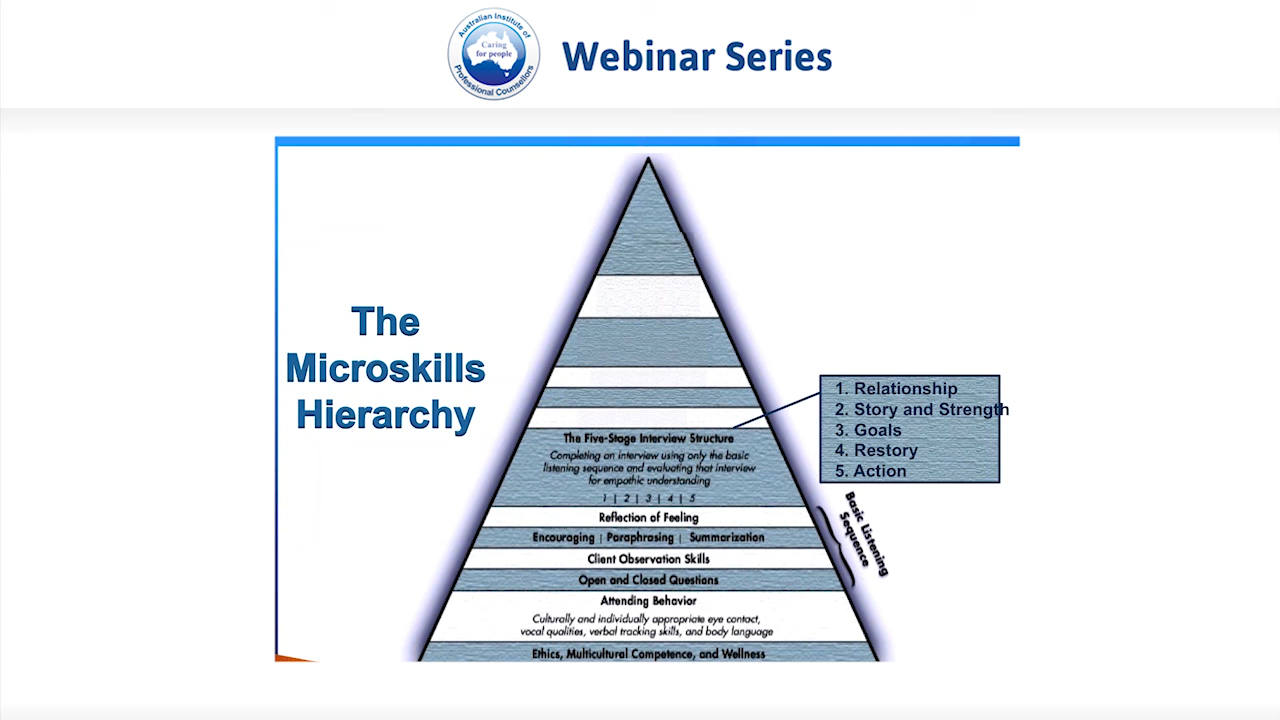 Australian Institute of
Caring
for people
Professional Counsellors
Webinar Series
The
Microskills
Hierarchy
1. Relationship
2. Story and Strength
3. Goals
4. Restory
5. Action
The Five-Stage Interview Structure
Completing an interview using only the basic
listening sequence and evaluating that interview
for empathic understanding
1 | 2 | 3 | 4 | 5
Reflection of Feeling
Encouraging | Paraphrasing | Summarization
Client Observation Skills
Open and Closed Questions
Basic Listening
Sequence
Attending Behavior
Culturally and individually appropriate eye contact,
vocal qualities, verbal tracking skills, and body language
Ethics, Multicultural Competence, and Wellness